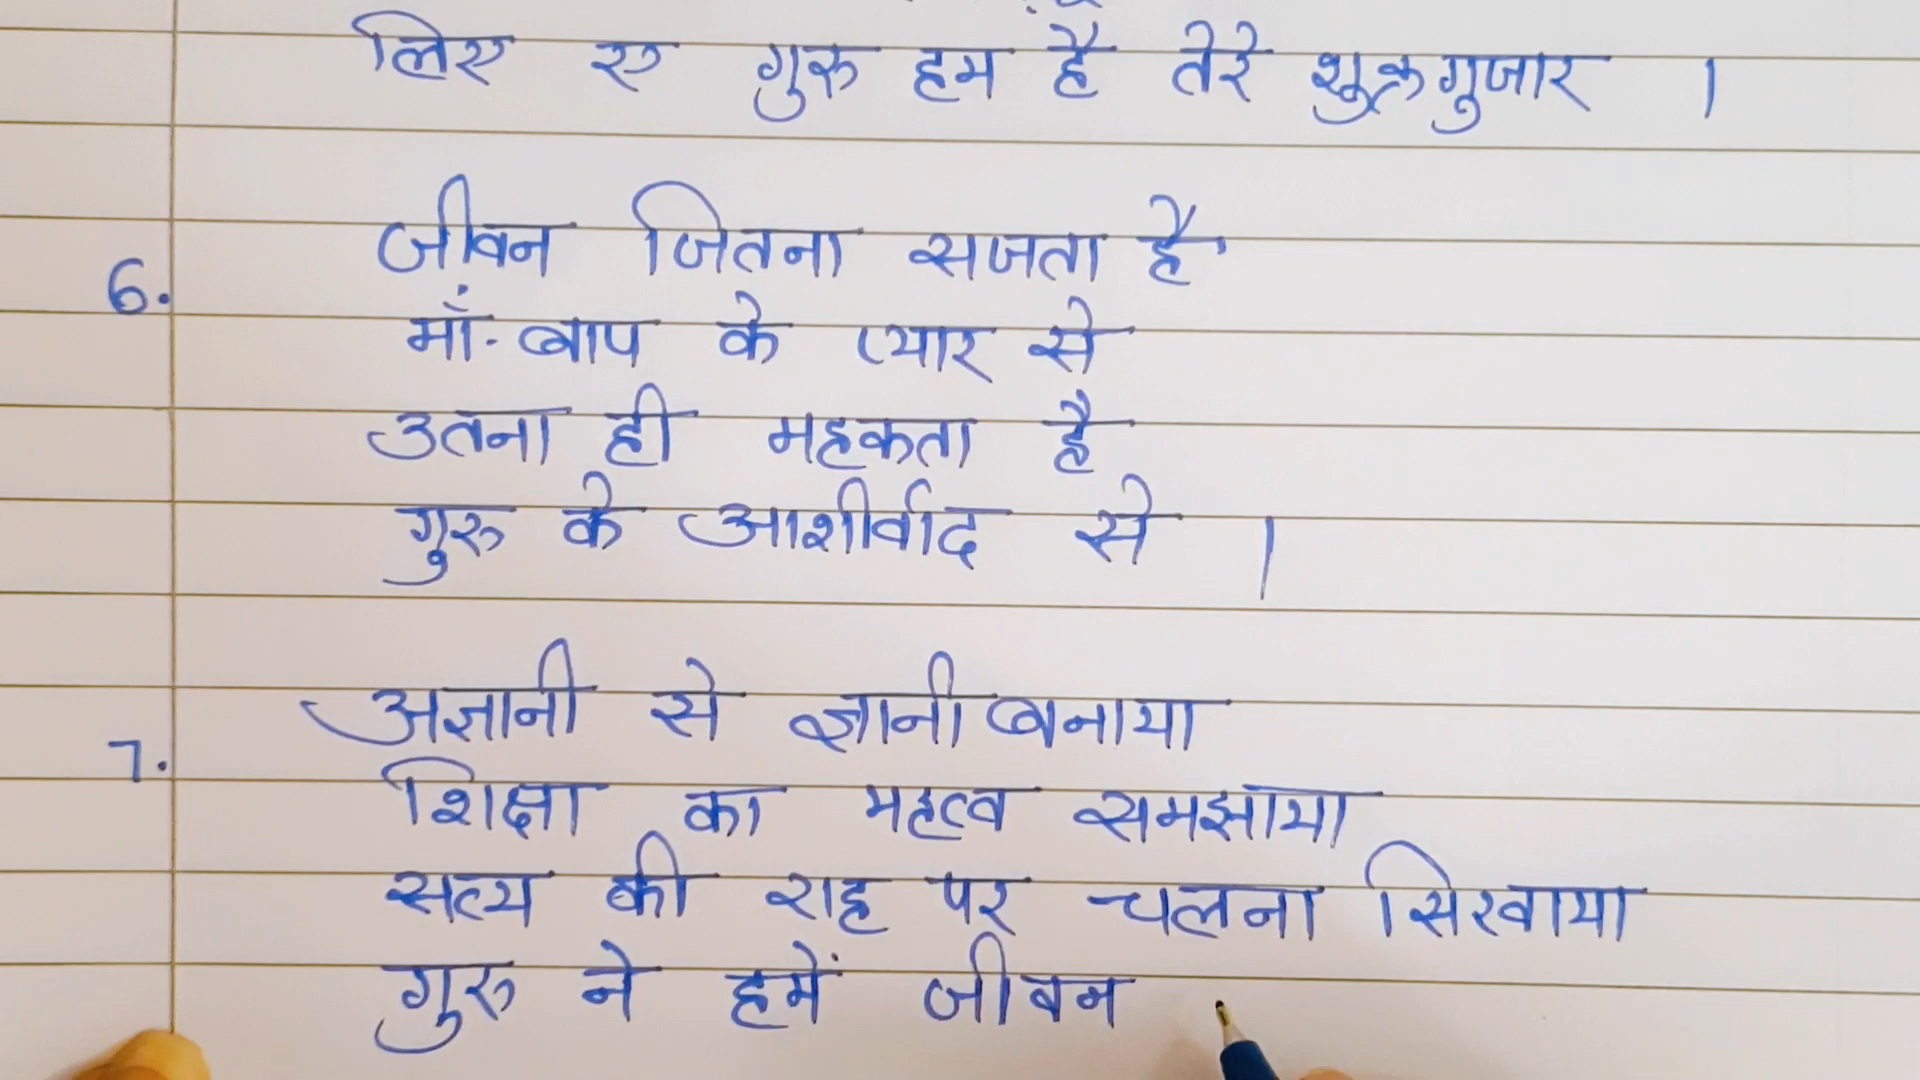 लिए ए गुरु हम है तेरे शुक्रगुजार ।
6. जीवन जितना सजता है
माँ-बाप के प्यार से
उतना ही महकता है
गुरु के आशीर्वाद से ।
7. अज्ञानी से ज्ञानी बनाया
शिक्षा का महत्व समझाया
सत्य की राह पर चलना सिखाया
गुरु ने हमें जीवन